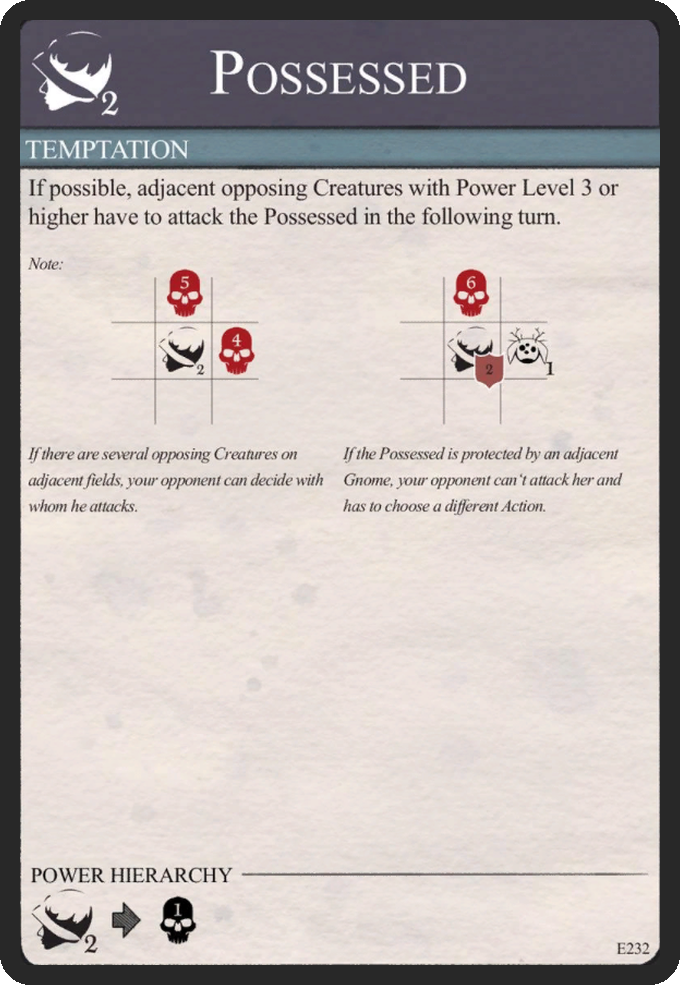 2
POSSESSED
TEMPTATION
If possible, adjacent opposing Creatures with Power Level 3 or
higher have to attack the Possessed in the following turn.
Note:
5
4
2
6
2
1
If there are several opposing Creatures on
adjacent fields, your opponent can decide with
whom he attacks.
If the Possessed is protected by an adjacent
Gnome, your opponent can't attack her and
has to choose a different Action.
POWER HIERARCHY
2
1
E232